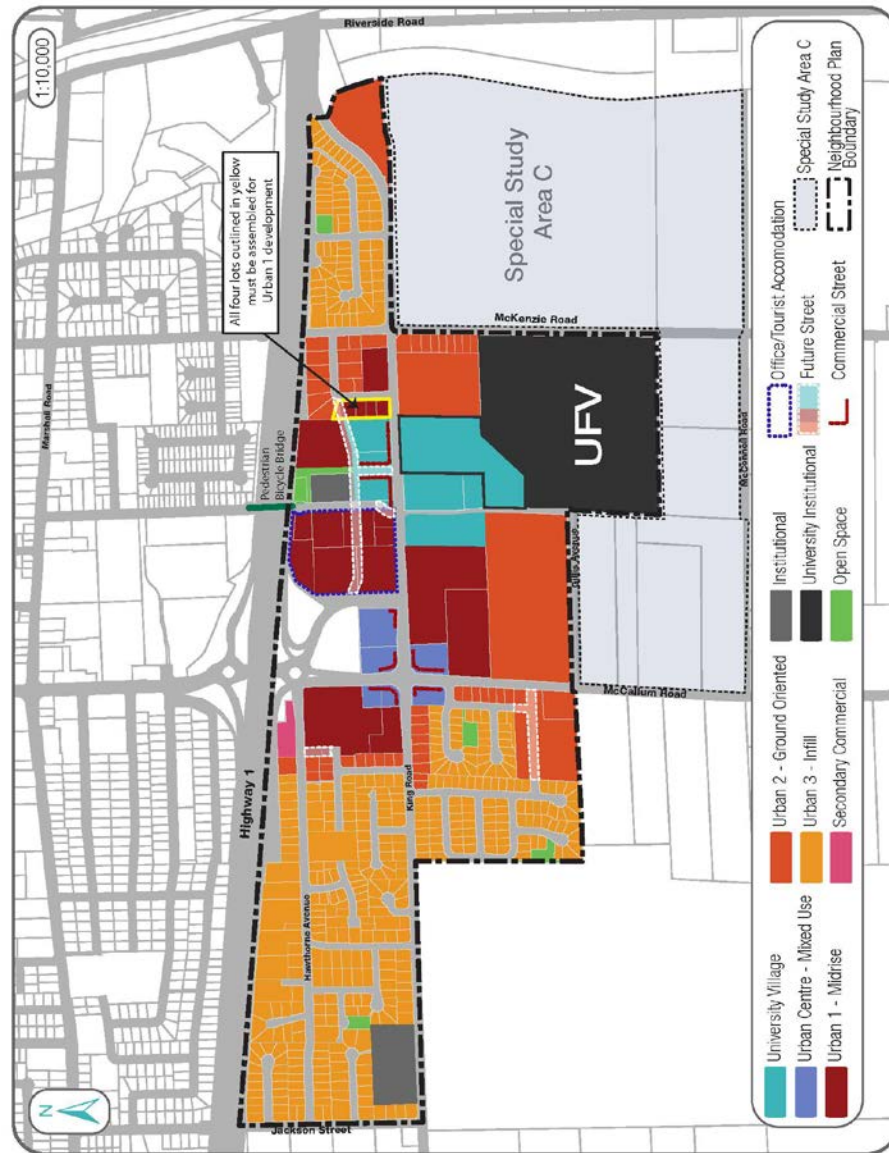 1:10,000
N
Riverside Road
Marshall Road
All four lots outlined in yellow
must be assembled for
Urban 1 development
Pedestrian
Bicycle Bridge
Highway 1
Hawthorne Avenue
King Road
Jackson Street
McCallum Road
McKenzie Road
McConnell Road
UFV
Special Study
Area C
University Village
Urban Centre - Mixed Use
Urban 1 - Midrise
Urban 2 - Ground Oriented
Urban 3 - Infill
Secondary Commercial
Institutional
University Institutional
Open Space
Office/Tourist Accomodation
Future Street
Commercial Street
Special Study Area C
Neighbourhood Plan
Boundary